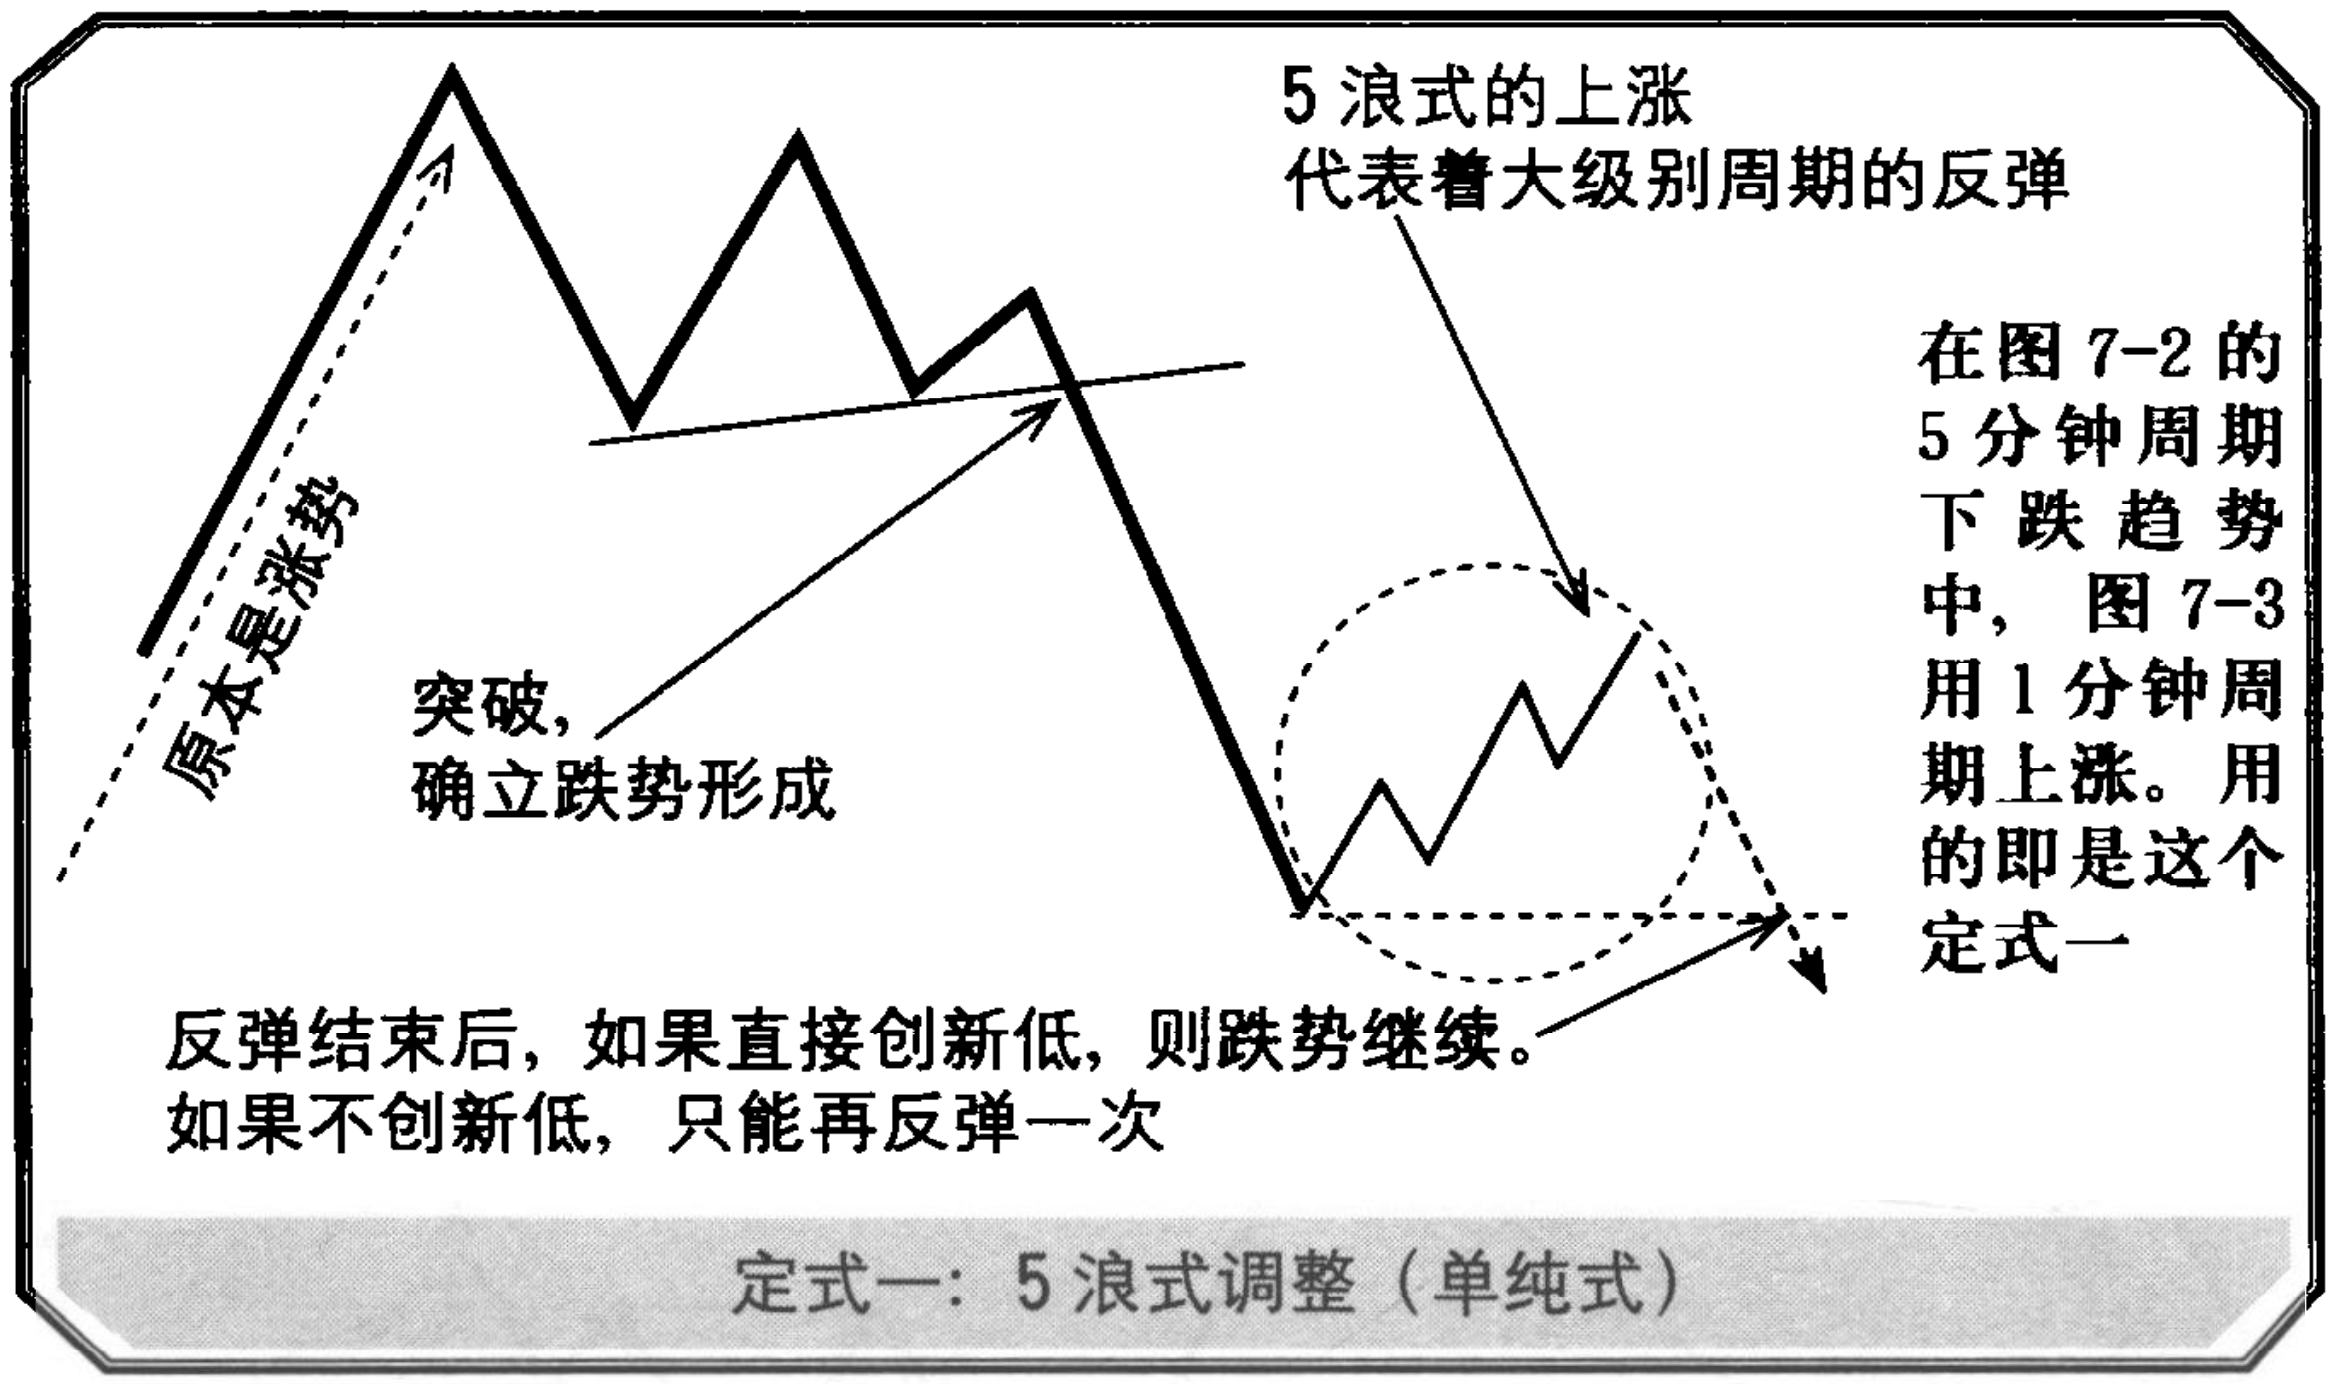 5 浪式的上涨
代表着大级别周期的反弹
在图 7-2 的
5 分钟周期
下跌趋势
中, 图 7-3
用 1 分钟周
期上涨。用
的即是这个
定式一
原本是涨势
突破,
确立跌势形成
反弹结束后, 如果直接创新低, 则跌势继续。
如果不创新低, 只能再反弹一次
定式一: 5 浪式调整 (单纯式)